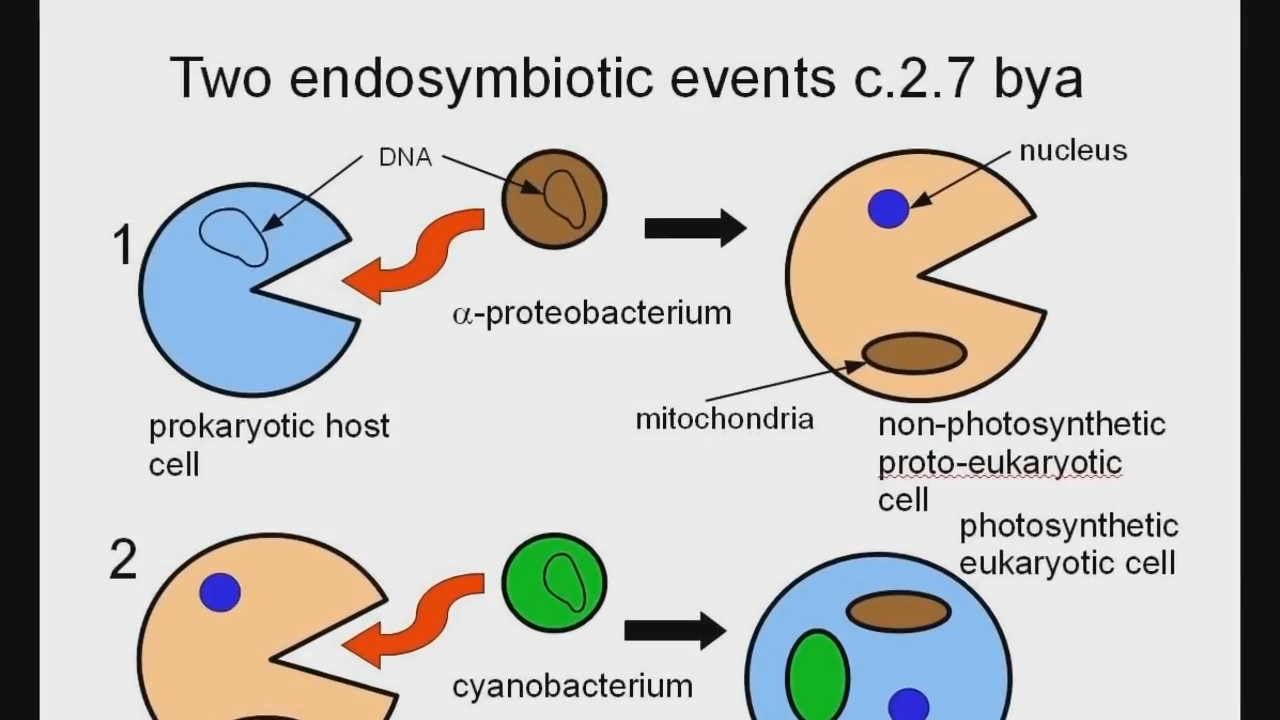 Two endosymbiotic events c.2.7 bya
DNA
nucleus
1
α-proteobacterium
mitochondria
prokaryotic host
cell
non-photosynthetic
proto-eukaryotic
cell
photosynthetic
eukaryotic cell
2
cyanobacterium